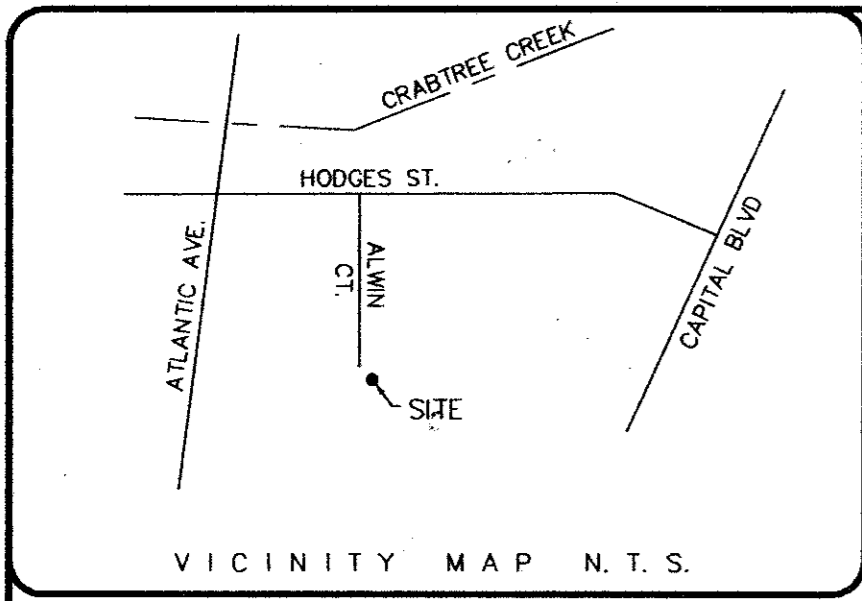 CRABTREE CREEK
HODGES ST.
ATLANTIC AVE.
ALWIN
CT.
CAPITAL BLVD
SITE
VICINITY MAP N.T.S.